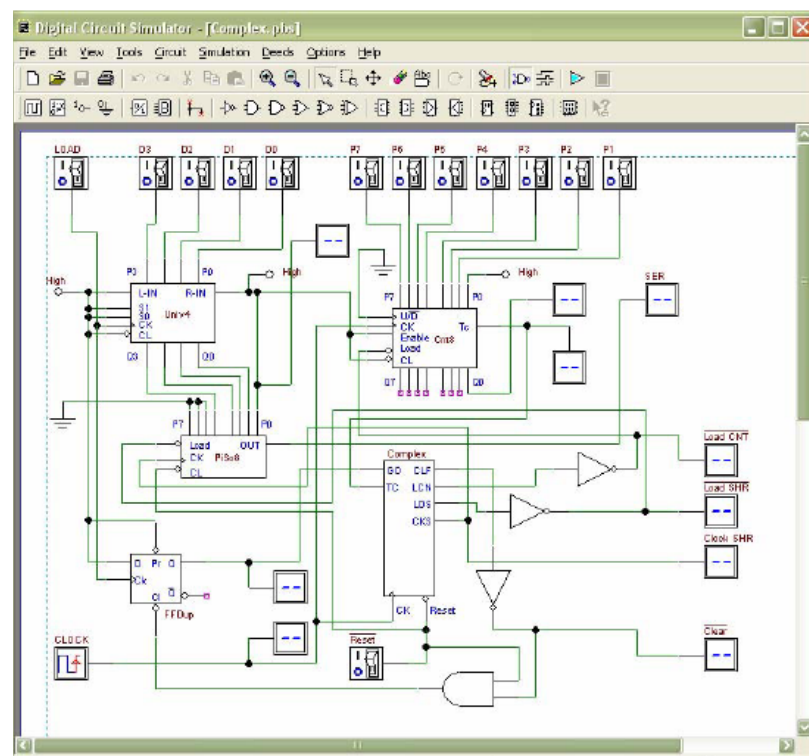 Digital Circuit Simulator - [Complex.pbs]
File Edit View Tools Circuit Simulation Deeds Options Help
LOAD D3 D2 D1 D0 P7 P6 P5 P4 P3 P2 P1
High P3 P0 High High SER
L-IN R-IN
Univ4
S1
S0
CK
CL
Q3 Q0
P7 P0
U/D
CK
Enable
Load
CL
Tc
Cnt8
Q7 Q0
P7 P0
Load OUT
CK
CL
PiSo8
Complex
GO CLF
TC LCN
LDS
CKS
CK Reset
Load CNT
Load SHR
Clock SHR
D Pr Q
Ck
Cl Q
FFDup
CLOCK
Reset
Clear